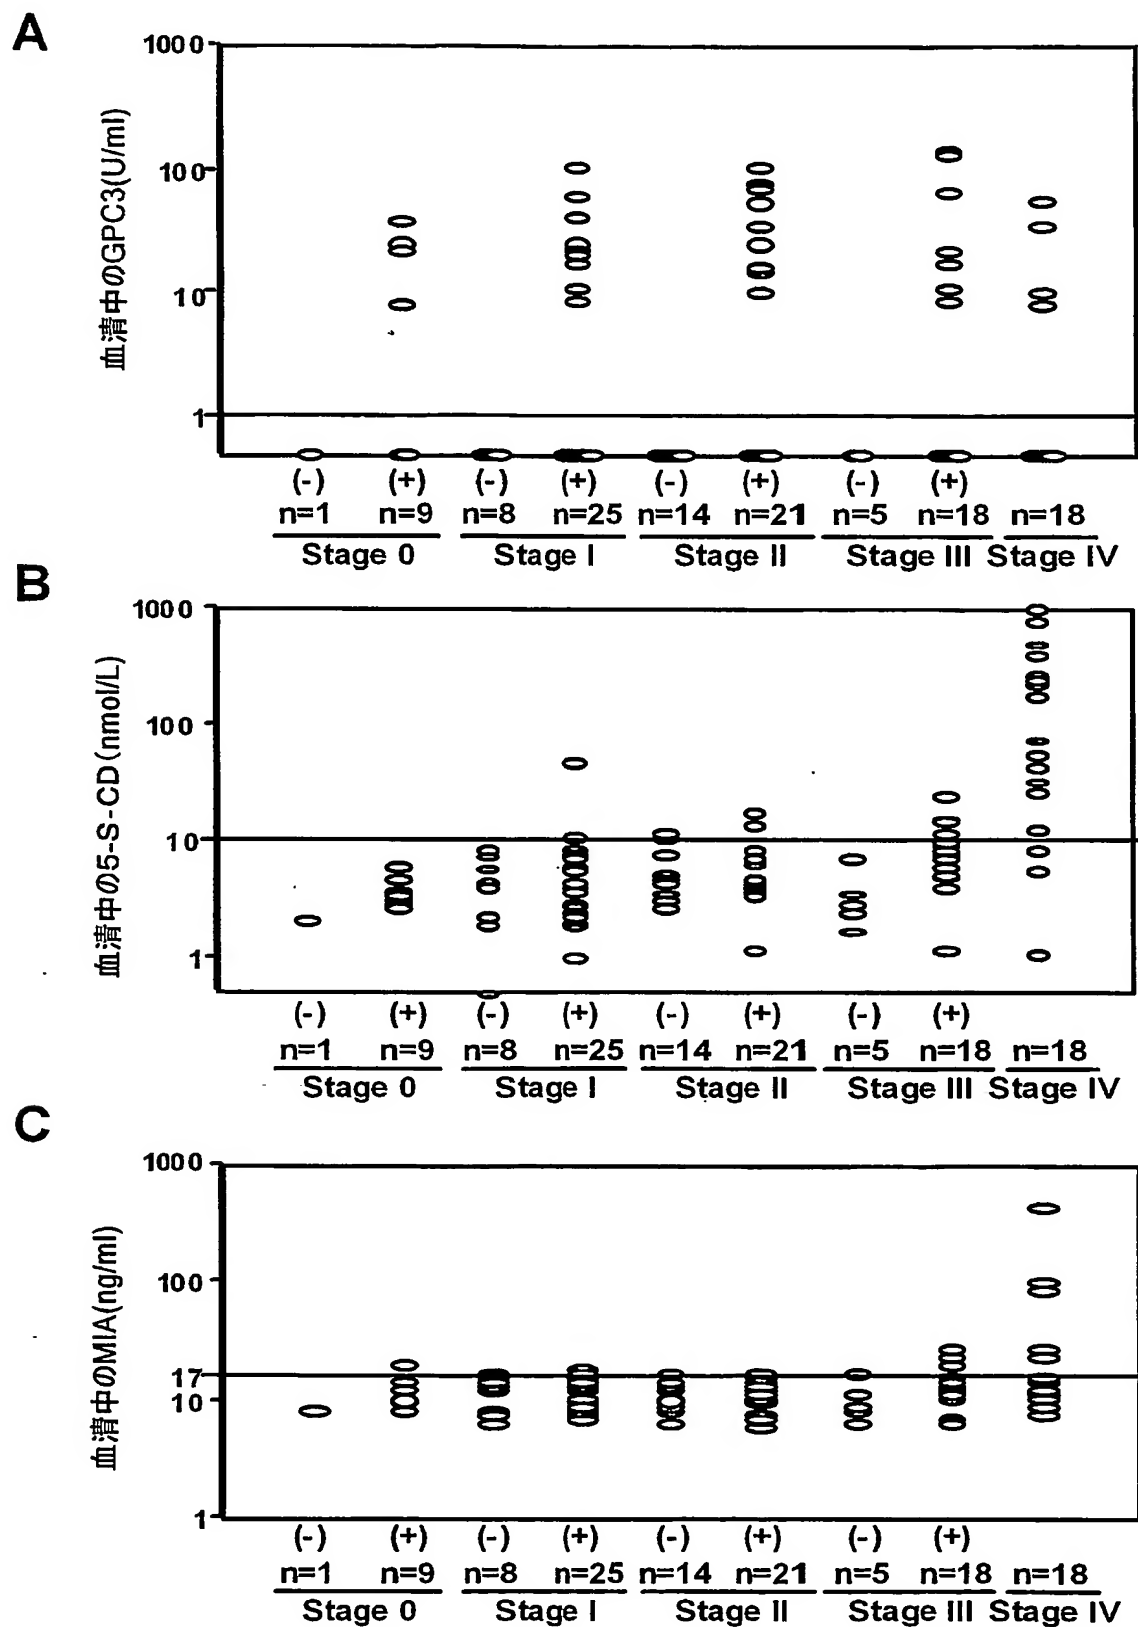 A
1000
100
10
1
血清中のGPC3(U/ml)
(-) (+) (-) (+) (-) (+) (-) (+)
n=1 n=9 n=8 n=25 n=14 n=21 n=5 n=18 n=18
Stage 0 Stage I Stage II Stage III Stage IV
B
1000
100
10
1
血清中の5-S-CD(nmol/L)
(-) (+) (-) (+) (-) (+) (-) (+)
n=1 n=9 n=8 n=25 n=14 n=21 n=5 n=18 n=18
Stage 0 Stage I Stage II Stage III Stage IV
C
1000
100
17
10
1
血清中のMIA(ng/ml)
(-) (+) (-) (+) (-) (+) (-) (+)
n=1 n=9 n=8 n=25 n=14 n=21 n=5 n=18 n=18
Stage 0 Stage I Stage II Stage III Stage IV